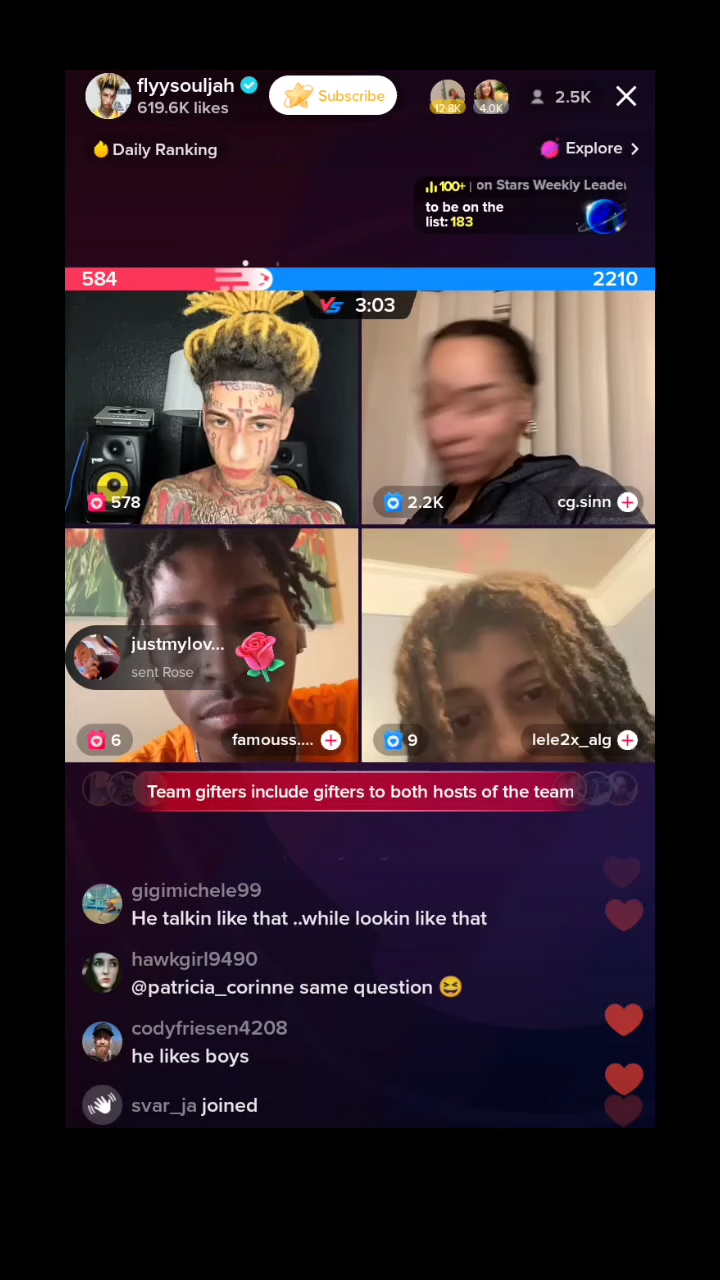 flyysouljah
619.6K likes
Subscribe
12.8K
4.0K
2.5K
Daily Ranking
Explore
100+ | on Stars Weekly Leader
to be on the
list: 183
584
2210
VS 3:03
578
2.2K
cg.sinn
justmylov...
sent Rose
6
famouss....
9
lele2x_alg
Team gifters include gifters to both hosts of the team
gigimichele99
He talkin like that ..while lookin like that
hawkgirl9490
@patricia_corinne same question 😆
codyfriesen4208
he likes boys
svar_ja joined